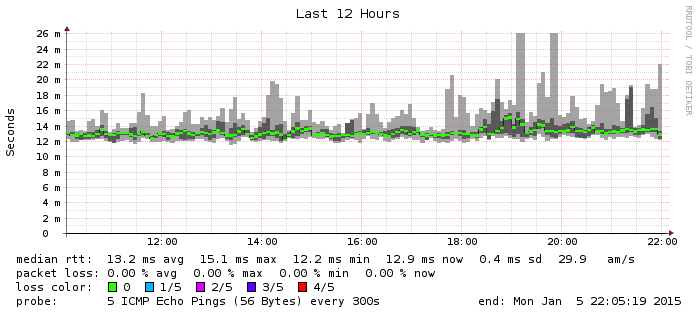 Last 12 Hours
RRDTOOL / TOBI OETIKER
Seconds
26 m
24 m
22 m
20 m
18 m
16 m
14 m
12 m
10 m
8 m
6 m
4 m
2 m
0
12:00 14:00 16:00 18:00 20:00 22:00
median rtt: 13.2 ms avg 15.1 ms max 12.2 ms min 12.9 ms now 0.4 ms sd 29.9 am/s
packet loss: 0.00 % avg 0.00 % max 0.00 % min 0.00 % now
loss color: 0 1/5 2/5 3/5 4/5
probe: 5 ICMP Echo Pings (56 Bytes) every 300s end: Mon Jan 5 22:05:19 2015